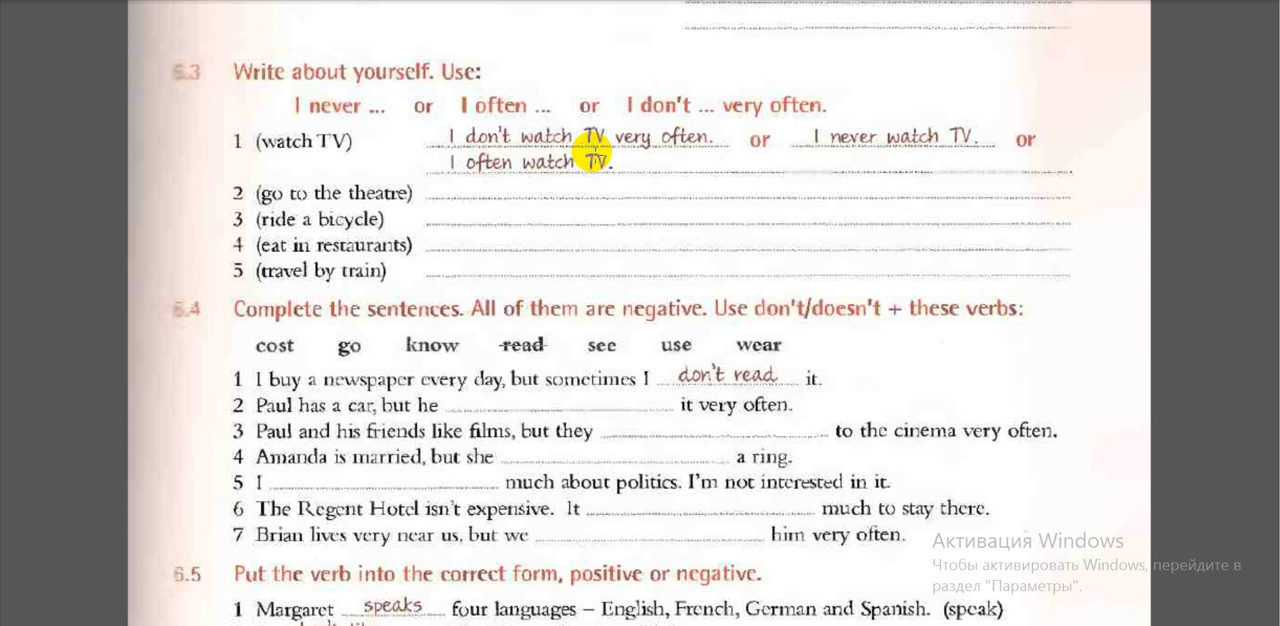 6.3 Write about yourself. Use:
I never ... or I often ... or I don't ... very often.
1 (watch TV) I don't watch TV very often. or I never watch TV. or
I often watch TV.
2 (go to the theatre)
3 (ride a bicycle)
4 (eat in restaurants)
5 (travel by train)
6.4 Complete the sentences. All of them are negative. Use don't/doesn't + these verbs:
cost go know read see use wear
1 I buy a newspaper every day, but sometimes I don't read it.
2 Paul has a car, but he it very often.
3 Paul and his friends like films, but they to the cinema very often.
4 Amanda is married, but she a ring.
5 I much about politics. I'm not interested in it.
6 The Regent Hotel isn't expensive. It much to stay there.
7 Brian lives very near us, but we him very often.
Активация Windows
Чтобы активировать Windows, перейдите в
раздел "Параметры".
6.5 Put the verb into the correct form, positive or negative.
1 Margaret speaks four languages – English, French, German and Spanish. (speak)